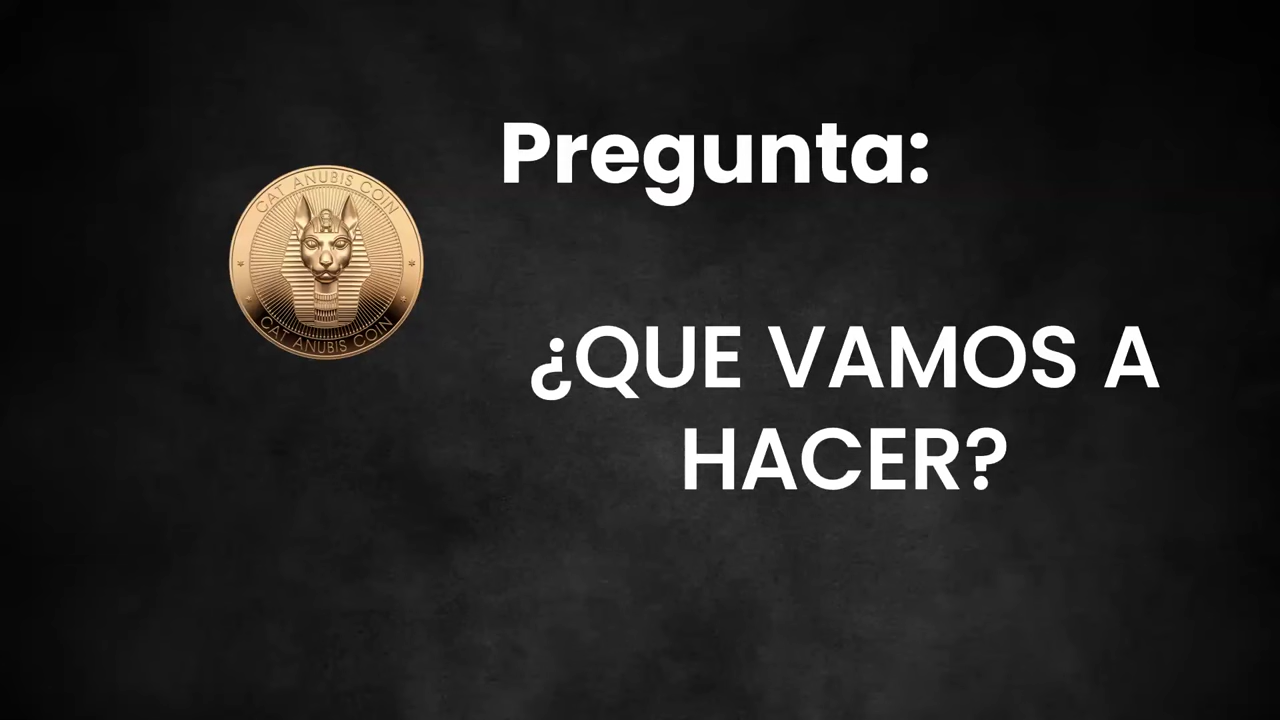 CAT ANUBIS COIN
Pregunta:
CAT ANUBIS COIN
¿QUE VAMOS A
HACER?